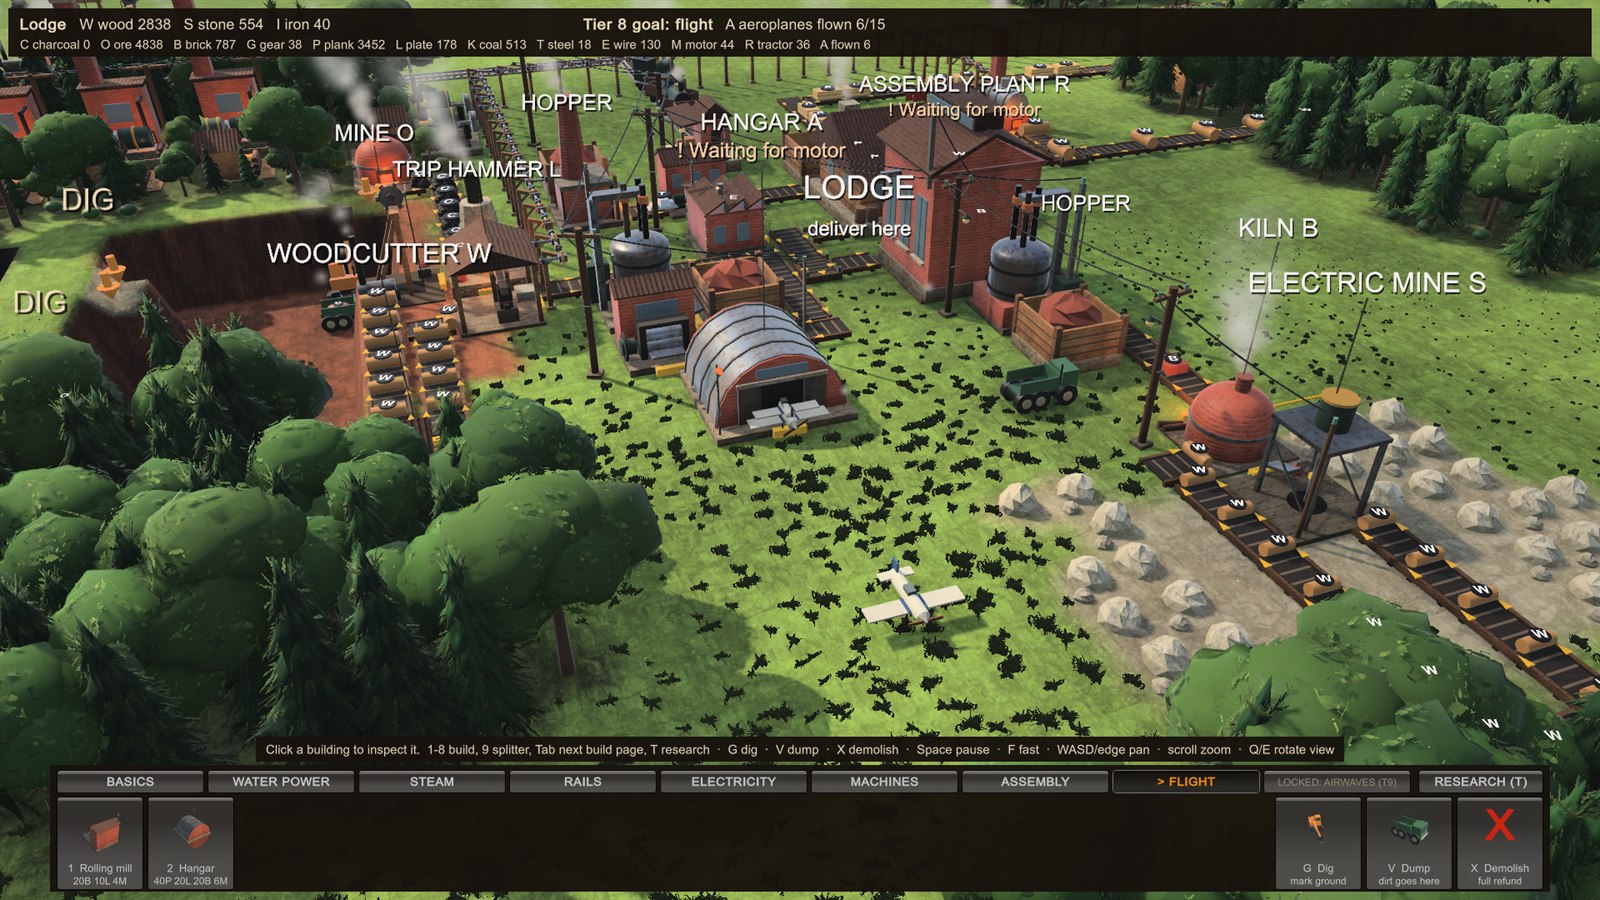 Lodge W wood 2838 S stone 554 I iron 40
Tier 8 goal: flight A aeroplanes flown 6/15
C charcoal 0 O ore 4838 B brick 787 G gear 38 P plank 3452 L plate 178 K coal 513 T steel 18 E wire 130 M motor 44 R tractor 36 A flown 6
ASSEMBLY PLANT R
! Waiting for motor
HOPPER
HANGAR A
! Waiting for motor
MINE O
TRIP HAMMER L
LODGE
deliver here
HOPPER
DIG
KILN B
WOODCUTTER W
ELECTRIC MINE S
DIG
Click a building to inspect it. 1-8 build, 9 splitter, Tab next build page, T research · G dig · V dump · X demolish · Space pause · F fast · WASD/edge pan · scroll zoom · Q/E rotate view
BASICS
WATER POWER
STEAM
RAILS
ELECTRICITY
MACHINES
ASSEMBLY
> FLIGHT
LOCKED: AIRWAVES (T9)
RESEARCH (T)
1 Rolling mill
20B 10L 4M
2 Hangar
40P 20L 20B 6M
G Dig
mark ground
V Dump
dirt goes here
X Demolish
full refund